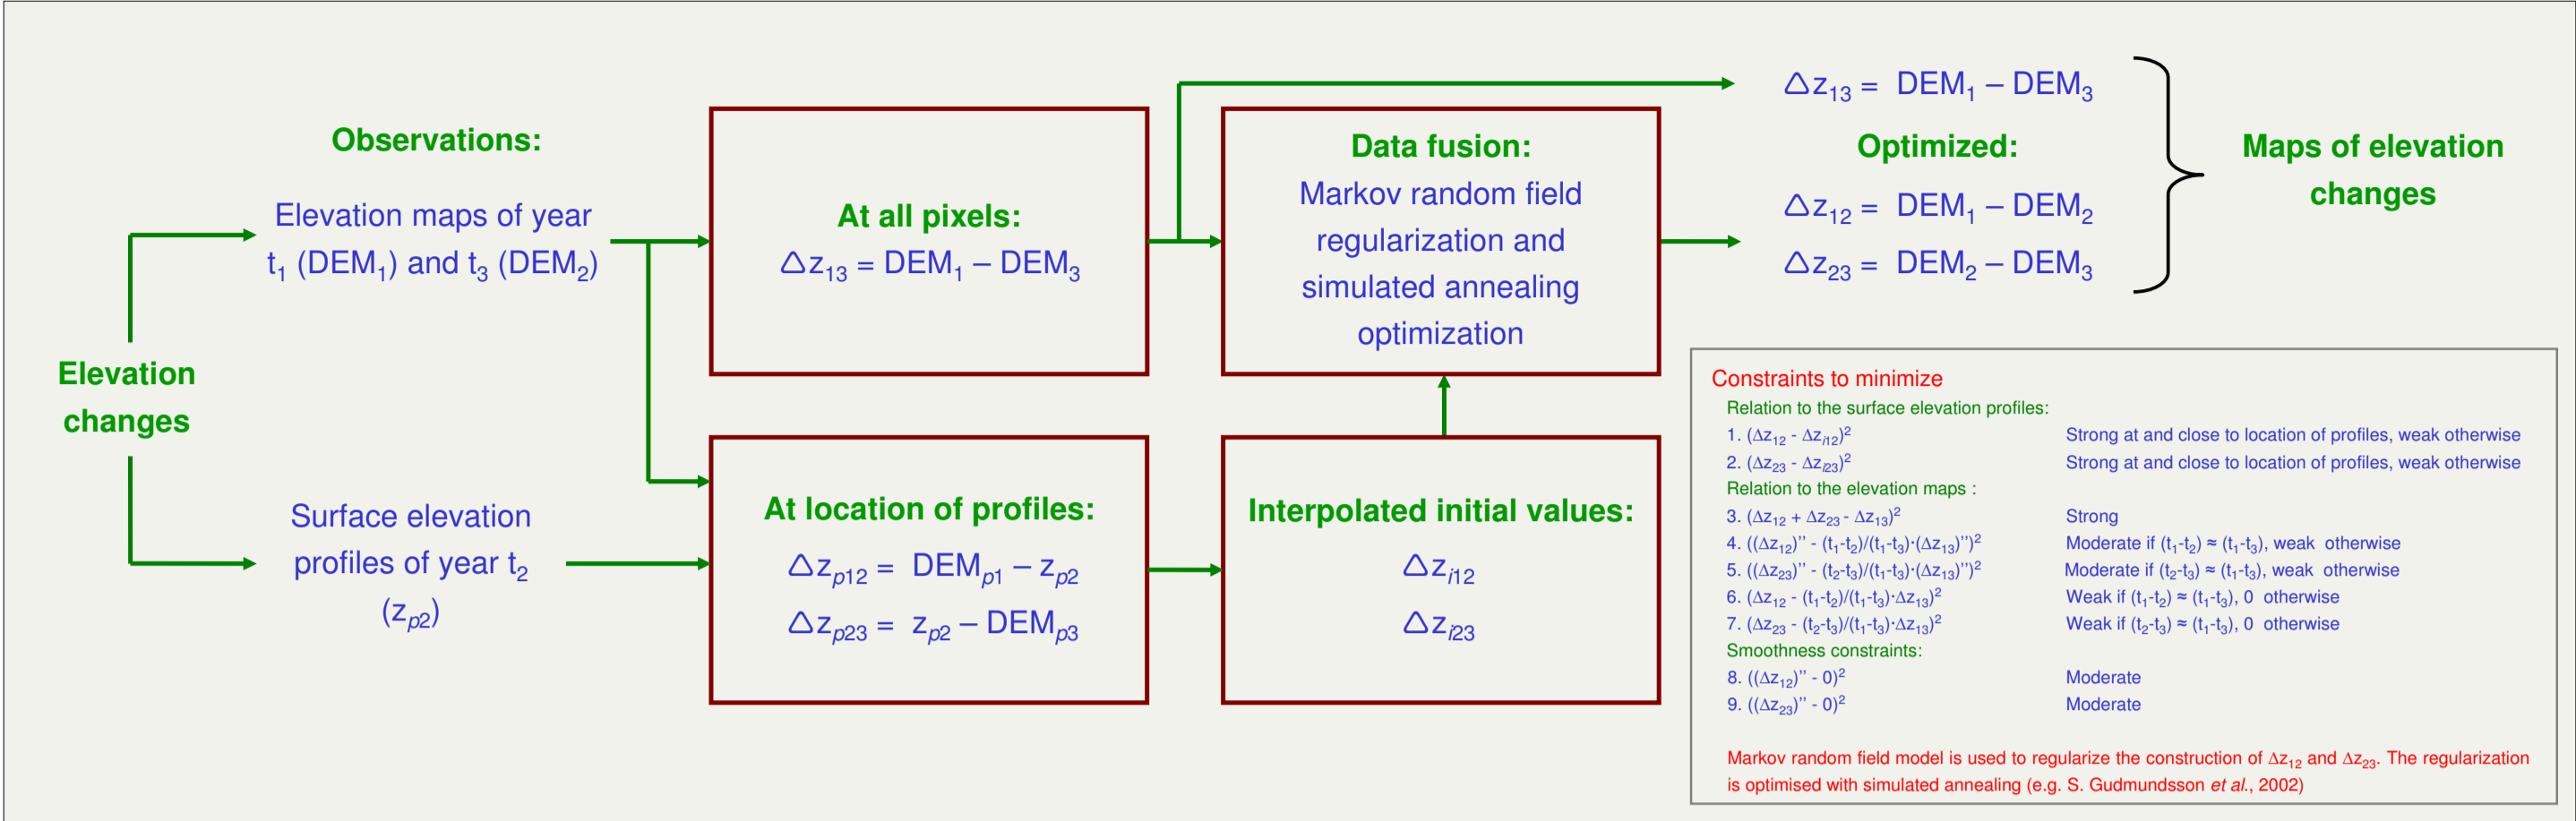 Elevation
changes
Observations:
Elevation maps of year
t₁ (DEM₁) and t₃ (DEM₂)
Surface elevation
profiles of year t₂
(zₚ₂)
At all pixels:
△z₁₃ = DEM₁ – DEM₃
At location of profiles:
△zₚ₁₂ = DEMₚ₁ – zₚ₂
△zₚ₂₃ = zₚ₂ – DEMₚ₃
Data fusion:
Markov random field
regularization and
simulated annealing
optimization
Interpolated initial values:
△zᵢ₁₂
△zᵢ₂₃
△z₁₃ = DEM₁ – DEM₃
Optimized:
△z₁₂ = DEM₁ – DEM₂
△z₂₃ = DEM₂ – DEM₃
Maps of elevation
changes
Constraints to minimize
Relation to the surface elevation profiles:
1. (Δz₁₂ - Δzᵢ₁₂)² Strong at and close to location of profiles, weak otherwise
2. (Δz₂₃ - Δzᵢ₂₃)² Strong at and close to location of profiles, weak otherwise
Relation to the elevation maps :
3. (Δz₁₂ + Δz₂₃ - Δz₁₃)² Strong
4. ((Δz₁₂)'' - (t₁-t₂)/(t₁-t₃)·(Δz₁₃)'')² Moderate if (t₁-t₂) ≈ (t₁-t₃), weak otherwise
5. ((Δz₂₃)'' - (t₂-t₃)/(t₁-t₃)·(Δz₁₃)'')² Moderate if (t₂-t₃) ≈ (t₁-t₃), weak otherwise
6. (Δz₁₂ - (t₁-t₂)/(t₁-t₃)·Δz₁₃)² Weak if (t₁-t₂) ≈ (t₁-t₃), 0 otherwise
7. (Δz₂₃ - (t₂-t₃)/(t₁-t₃)·Δz₁₃)² Weak if (t₂-t₃) ≈ (t₁-t₃), 0 otherwise
Smoothness constraints:
8. ((Δz₁₂)'' - 0)² Moderate
9. ((Δz₂₃)'' - 0)² Moderate
Markov random field model is used to regularize the construction of Δz₁₂ and Δz₂₃. The regularization
is optimised with simulated annealing (e.g. S. Gudmundsson et al., 2002)